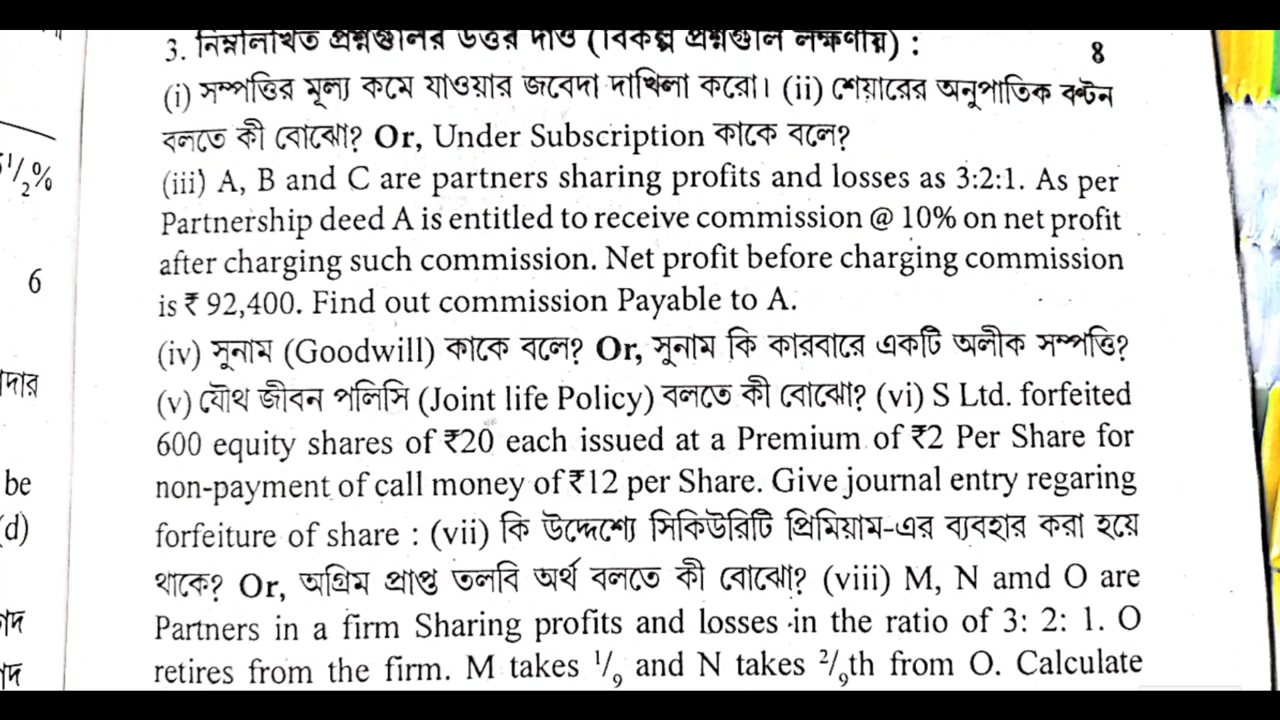 3. নিম্নলিখিত প্রশ্নগুলির উত্তর দাও (বিকল্প প্রশ্নগুলি লক্ষণীয়) :
8
(i) সম্পত্তির মূল্য কমে যাওয়ার জবেদা দাখিলা করো। (ii) শেয়ারের অনুপাতিক বণ্টন
বলতে কী বোঝো? Or, Under Subscription কাকে বলে?
1/2%
(iii) A, B and C are partners sharing profits and losses as 3:2:1. As per
Partnership deed A is entitled to receive commission @ 10% on net profit
after charging such commission. Net profit before charging commission
6
is ₹ 92,400. Find out commission Payable to A.
(iv) সুনাম (Goodwill) কাকে বলে? Or, সুনাম কি কারবারে একটি অলীক সম্পত্তি?
দার
(v) যৌথ জীবন পলিসি (Joint life Policy) বলতে কী বোঝো? (vi) S Ltd. forfeited
600 equity shares of ₹20 each issued at a Premium of ₹2 Per Share for
be
non-payment of call money of ₹12 per Share. Give journal entry regaring
(d)
forfeiture of share : (vii) কি উদ্দেশ্যে সিকিউরিটি প্রিমিয়াম-এর ব্যবহার করা হয়ে
থাকে? Or, অগ্রিম প্রাপ্ত তলবি অর্থ বলতে কী বোঝো? (viii) M, N amd O are
Partners in a firm Sharing profits and losses in the ratio of 3: 2: 1. O
retires from the firm. M takes 1/9 and N takes 2/9th from O. Calculate